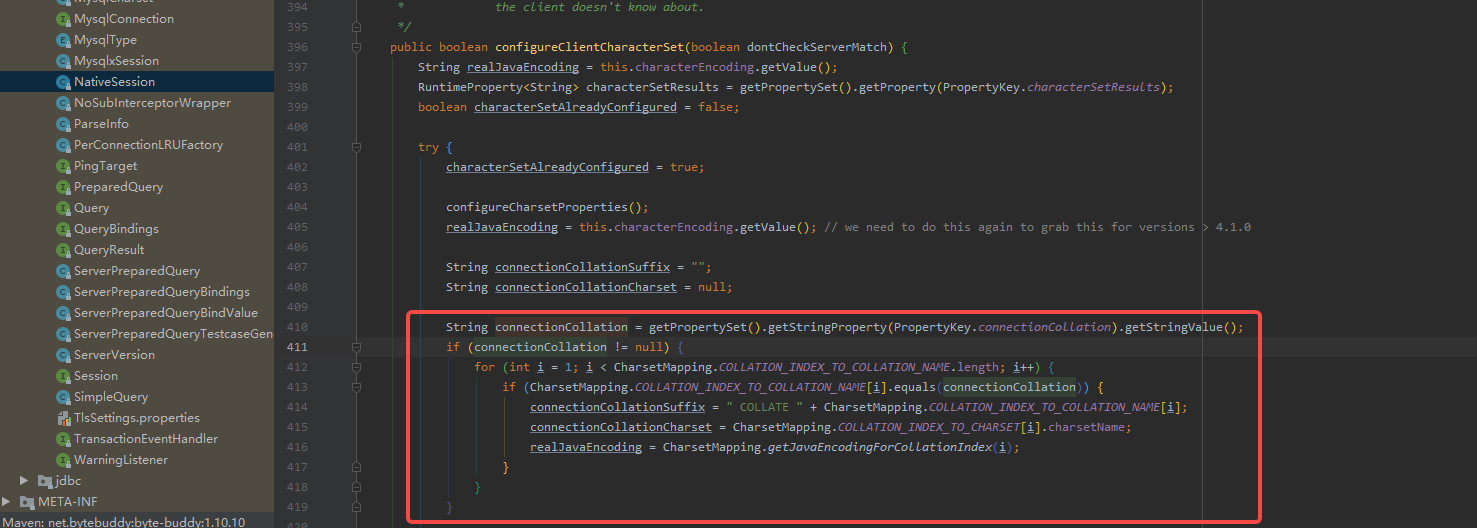 MysqlCharset
MysqlConnection
MysqlType
MysqlxSession
NativeSession
NoSubInterceptorWrapper
ParseInfo
PerConnectionLRUFactory
PingTarget
PreparedQuery
Query
QueryBindings
QueryResult
ServerPreparedQuery
ServerPreparedQueryBindings
ServerPreparedQueryBindValue
ServerPreparedQueryTestcaseGene
ServerVersion
Session
SimpleQuery
TlsSettings.properties
TransactionEventHandler
WarningListener
jdbc
META-INF
Maven: net.bytebuddy:byte-buddy:1.10.10
394 * the client doesn't know about.
395 */
396 public boolean configureClientCharacterSet(boolean dontCheckServerMatch) {
397 String realJavaEncoding = this.characterEncoding.getValue();
398 RuntimeProperty<String> characterSetResults = getPropertySet().getProperty(PropertyKey.characterSetResults);
399 boolean characterSetAlreadyConfigured = false;
400
401 try {
402 characterSetAlreadyConfigured = true;
403
404 configureCharsetProperties();
405 realJavaEncoding = this.characterEncoding.getValue(); // we need to do this again to grab this for versions > 4.1.0
406
407 String connectionCollationSuffix = "";
408 String connectionCollationCharset = null;
409
410 String connectionCollation = getPropertySet().getStringProperty(PropertyKey.connectionCollation).getStringValue();
411 if (connectionCollation != null) {
412 for (int i = 1; i < CharsetMapping.COLLATION_INDEX_TO_COLLATION_NAME.length; i++) {
413 if (CharsetMapping.COLLATION_INDEX_TO_COLLATION_NAME[i].equals(connectionCollation)) {
414 connectionCollationSuffix = " COLLATE " + CharsetMapping.COLLATION_INDEX_TO_COLLATION_NAME[i];
415 connectionCollationCharset = CharsetMapping.COLLATION_INDEX_TO_CHARSET[i].charsetName;
416 realJavaEncoding = CharsetMapping.getJavaEncodingForCollationIndex(i);
417 }
418 }
419 }
420